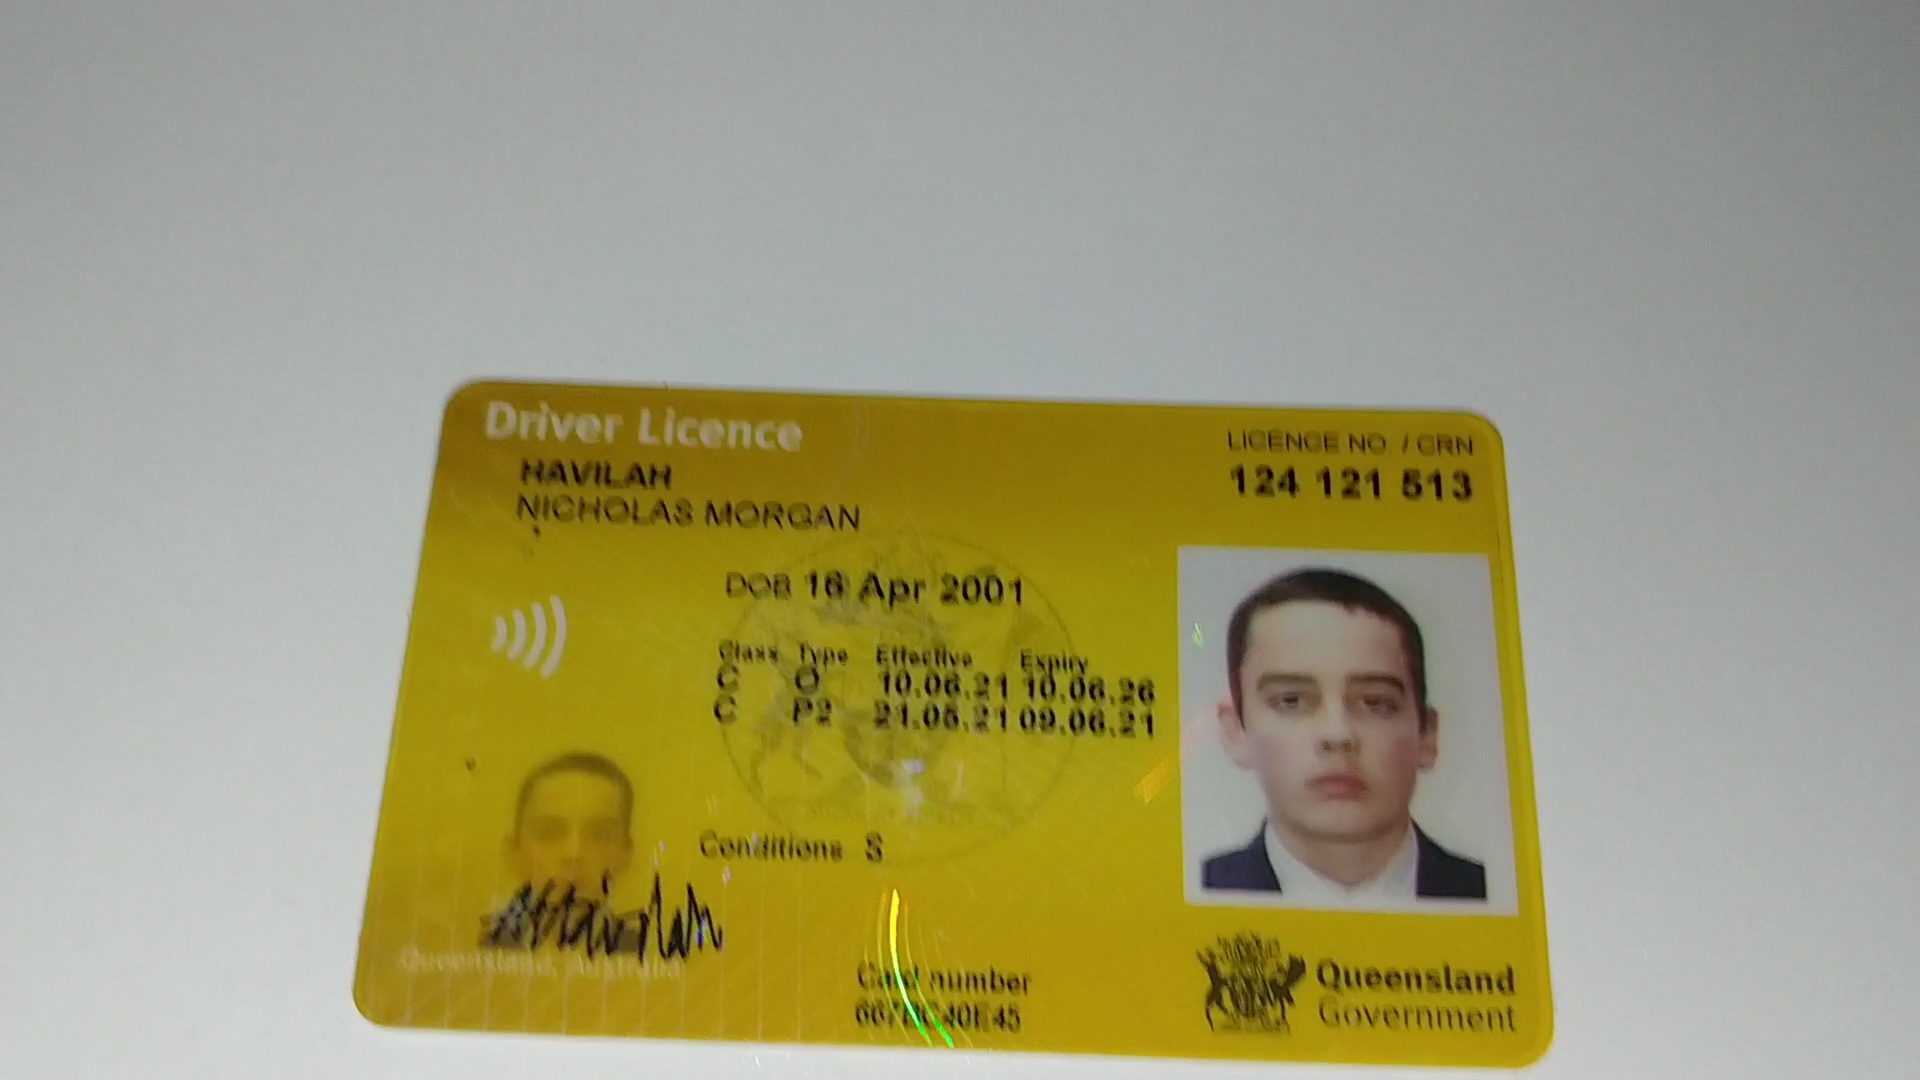 Driver Licence
LICENCE NO. / CRN
HAVILAH
124 121 513
NICHOLAS MORGAN
DOB 16 Apr 2001
Class Type Effective Expiry
C O 10.06.21 10.06.26
C P2 21.05.21 09.06.21
Conditions S
Queensland, Australia
Card number
Queensland
Government